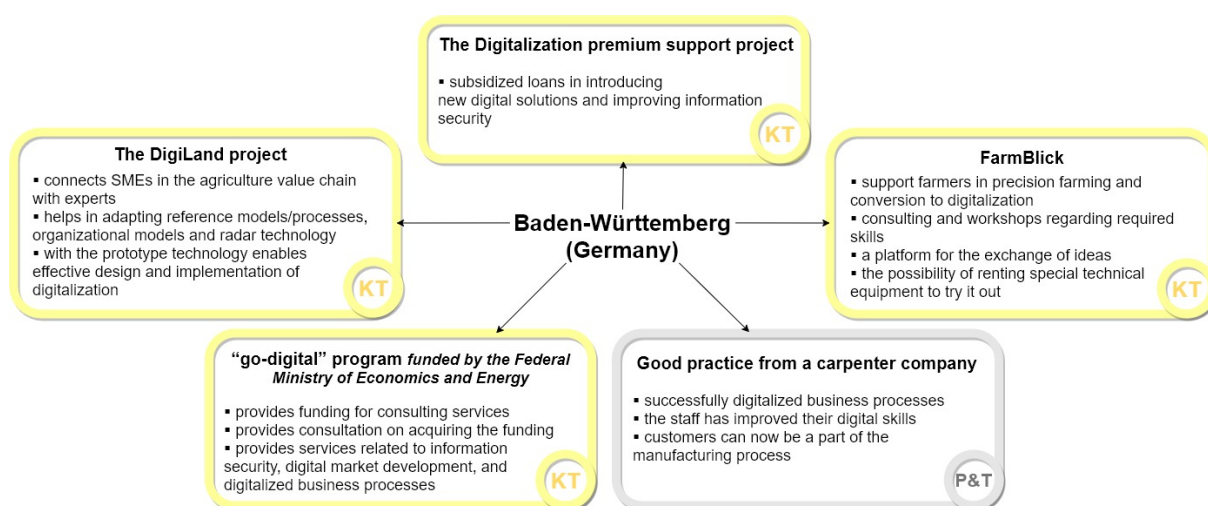 The Digitalization premium support project
▪ subsidized loans in introducing
new digital solutions and improving information
security
KT
The DigiLand project
▪ connects SMEs in the agriculture value chain
with experts
▪ helps in adapting reference models/processes,
organizational models and radar technology
▪ with the prototype technology enables
effective design and implementation of
digitalization
KT
Baden-Württemberg
(Germany)
FarmBlick
▪ support farmers in precision farming and
conversion to digitalization
▪ consulting and workshops regarding required
skills
▪ a platform for the exchange of ideas
▪ the possibility of renting special technical
equipment to try it out
KT
“go-digital” program funded by the Federal
Ministry of Economics and Energy
▪ provides funding for consulting services
▪ provides consultation on acquiring the funding
▪ provides services related to information
security, digital market development, and
digitalized business processes
KT
Good practice from a carpenter company
▪ successfully digitalized business processes
▪ the staff has improved their digital skills
▪ customers can now be a part of the
manufacturing process
P&T